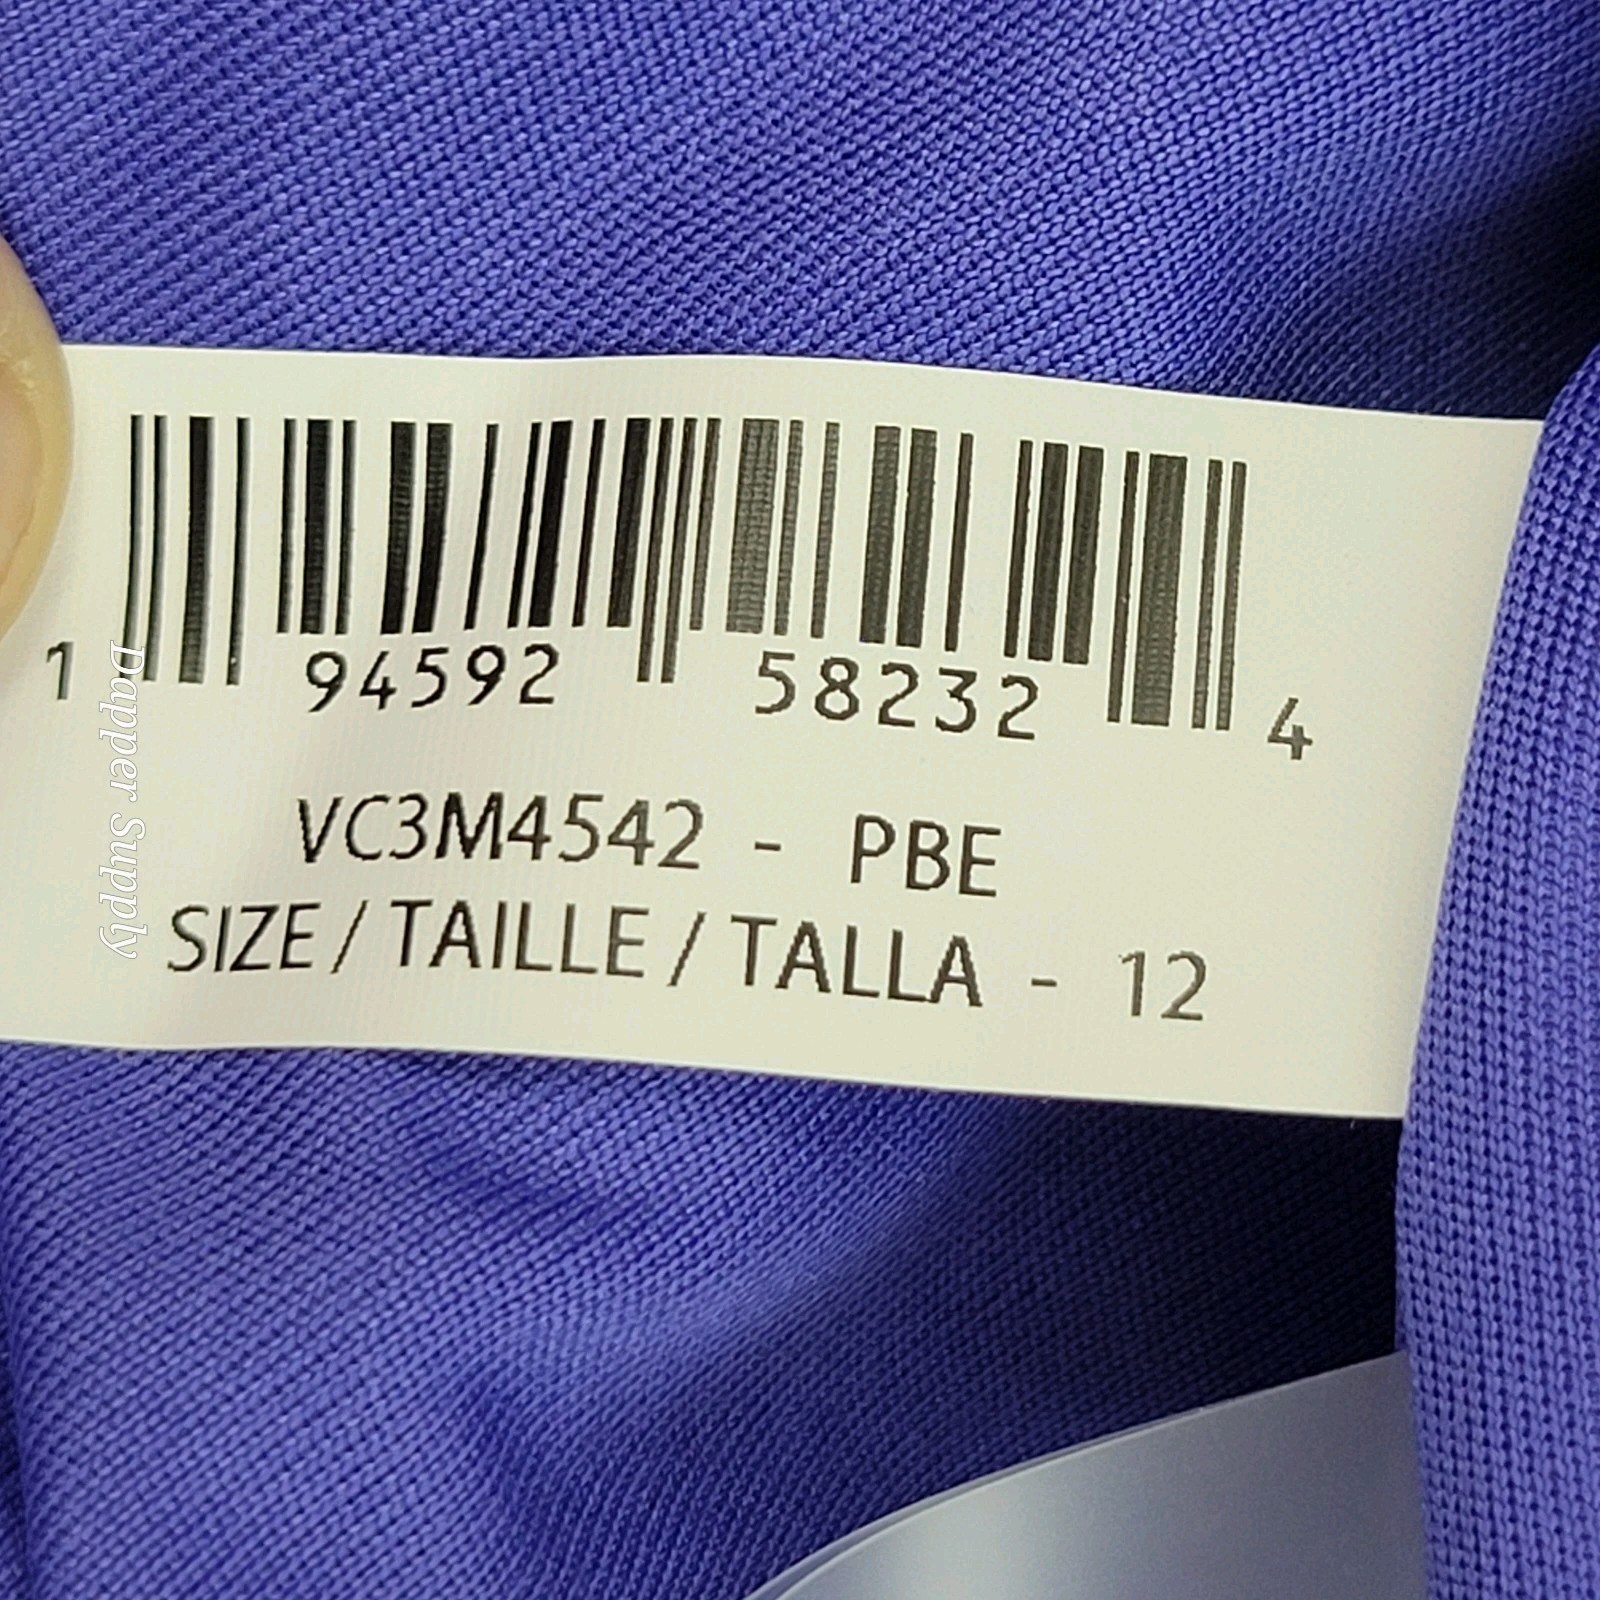 1 94592 58232 4
VC3M4542 - PBE
SIZE / TAILLE / TALLA - 12
Dapper Supply